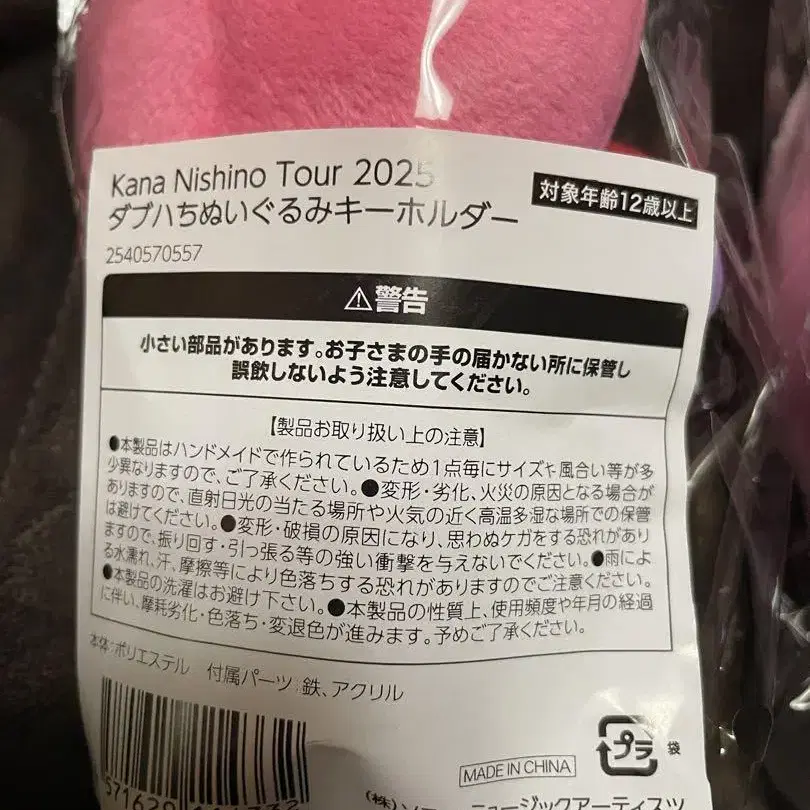 Kana Nishino Tour 2025
ダブハちぬいぐるみキーホルダー
対象年齢12歳以上
2540570557
⚠警告
小さい部品があります。お子さまの手の届かない所に保管し
誤飲しないよう注意してください。
【製品お取り扱い上の注意】
●本製品はハンドメイドで作られているため1点毎にサイズや風合い等が多
少異なりますので、ご了承ください。●変形・劣化、火災の原因となる場合が
ありますので、直射日光の当たる場所や火気の近く高温多湿な場所での保管
は避けてください。●変形・破損の原因になり、思わぬケガをする恐れがあり
ますので、振り回す・引っ張る等の強い衝撃を与えないでください。●雨によ
る水濡れ、汗、摩擦等により色落ちする恐れがありますのでご注意ください。
●本製品の洗濯はお避け下さい。●本製品の性質上、使用頻度や年月の経過
に伴い、摩耗劣化・色落ち・変退色が進みます。予めご了承ください。
本体:ポリエステル 付属パーツ:鉄、アクリル
プラ 袋
MADE IN CHINA
(株)ソニー・ミュージックアーティスツ